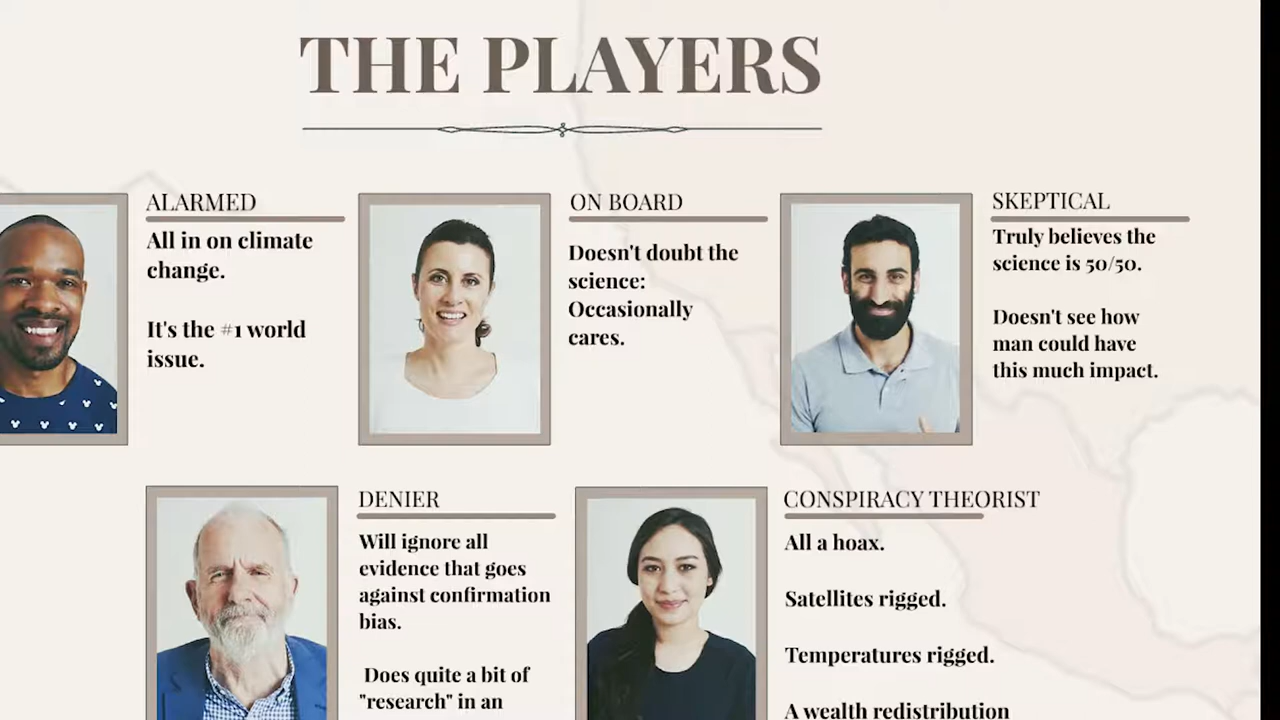 THE PLAYERS
ALARMED
All in on climate
change.
It's the #1 world
issue.
ON BOARD
Doesn't doubt the
science:
Occasionally
cares.
SKEPTICAL
Truly believes the
science is 50/50.
Doesn't see how
man could have
this much impact.
DENIER
Will ignore all
evidence that goes
against confirmation
bias.
Does quite a bit of
"research" in an
CONSPIRACY THEORIST
All a hoax.
Satellites rigged.
Temperatures rigged.
A wealth redistribution